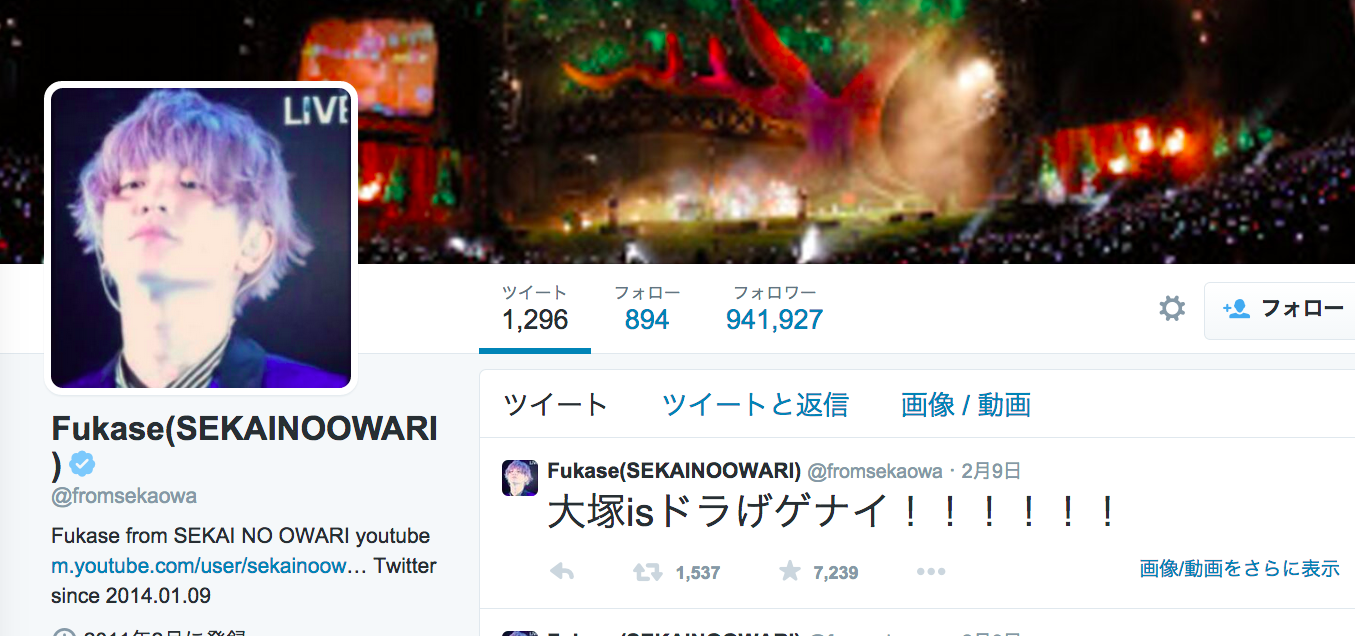 LIVE
ツイート フォロー フォロワー
1,296 894 941,927
フォロー
Fukase(SEKAINOOWARI
)
@fromsekaowa
Fukase from SEKAI NO OWARI youtube
m.youtube.com/user/sekainoow… Twitter
since 2014.01.09
ツイート ツイートと返信 画像 / 動画
Fukase(SEKAINOOWARI) @fromsekaowa · 2月9日
大塚isドラげゲナイ！！！！！！
1,537 7,239
画像/動画をさらに表示